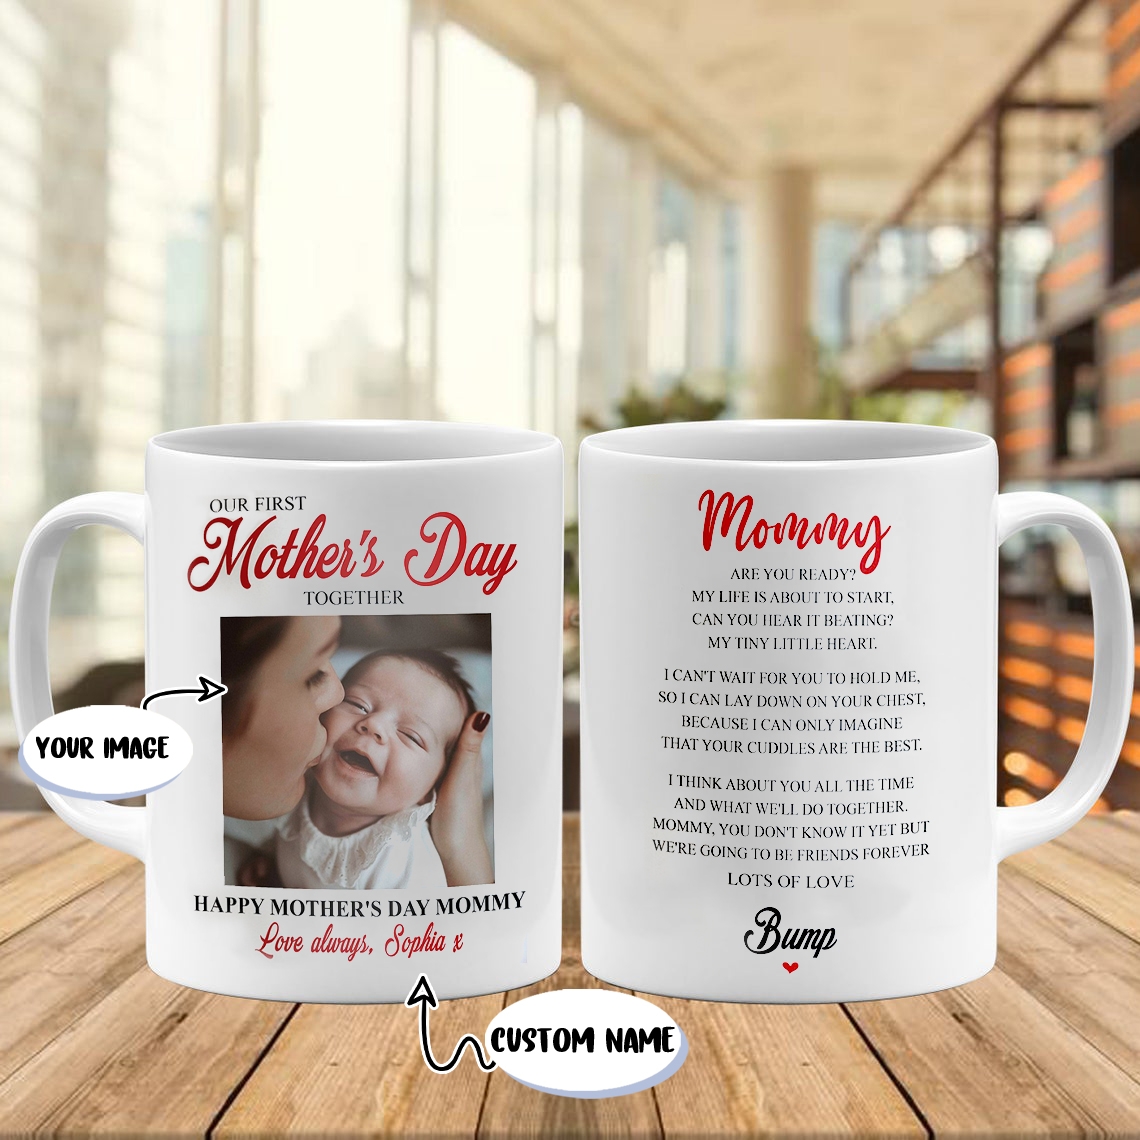 OUR FIRST
Mother's Day
TOGETHER
YOUR IMAGE
HAPPY MOTHER'S DAY MOMMY
Love always, Sophia x
CUSTOM NAME
Mommy
ARE YOU READY?
MY LIFE IS ABOUT TO START,
CAN YOU HEAR IT BEATING?
MY TINY LITTLE HEART.
I CAN'T WAIT FOR YOU TO HOLD ME,
SO I CAN LAY DOWN ON YOUR CHEST,
BECAUSE I CAN ONLY IMAGINE
THAT YOUR CUDDLES ARE THE BEST.
I THINK ABOUT YOU ALL THE TIME
AND WHAT WE'LL DO TOGETHER.
MOMMY, YOU DON'T KNOW IT YET BUT
WE'RE GOING TO BE FRIENDS FOREVER
LOTS OF LOVE
Bump